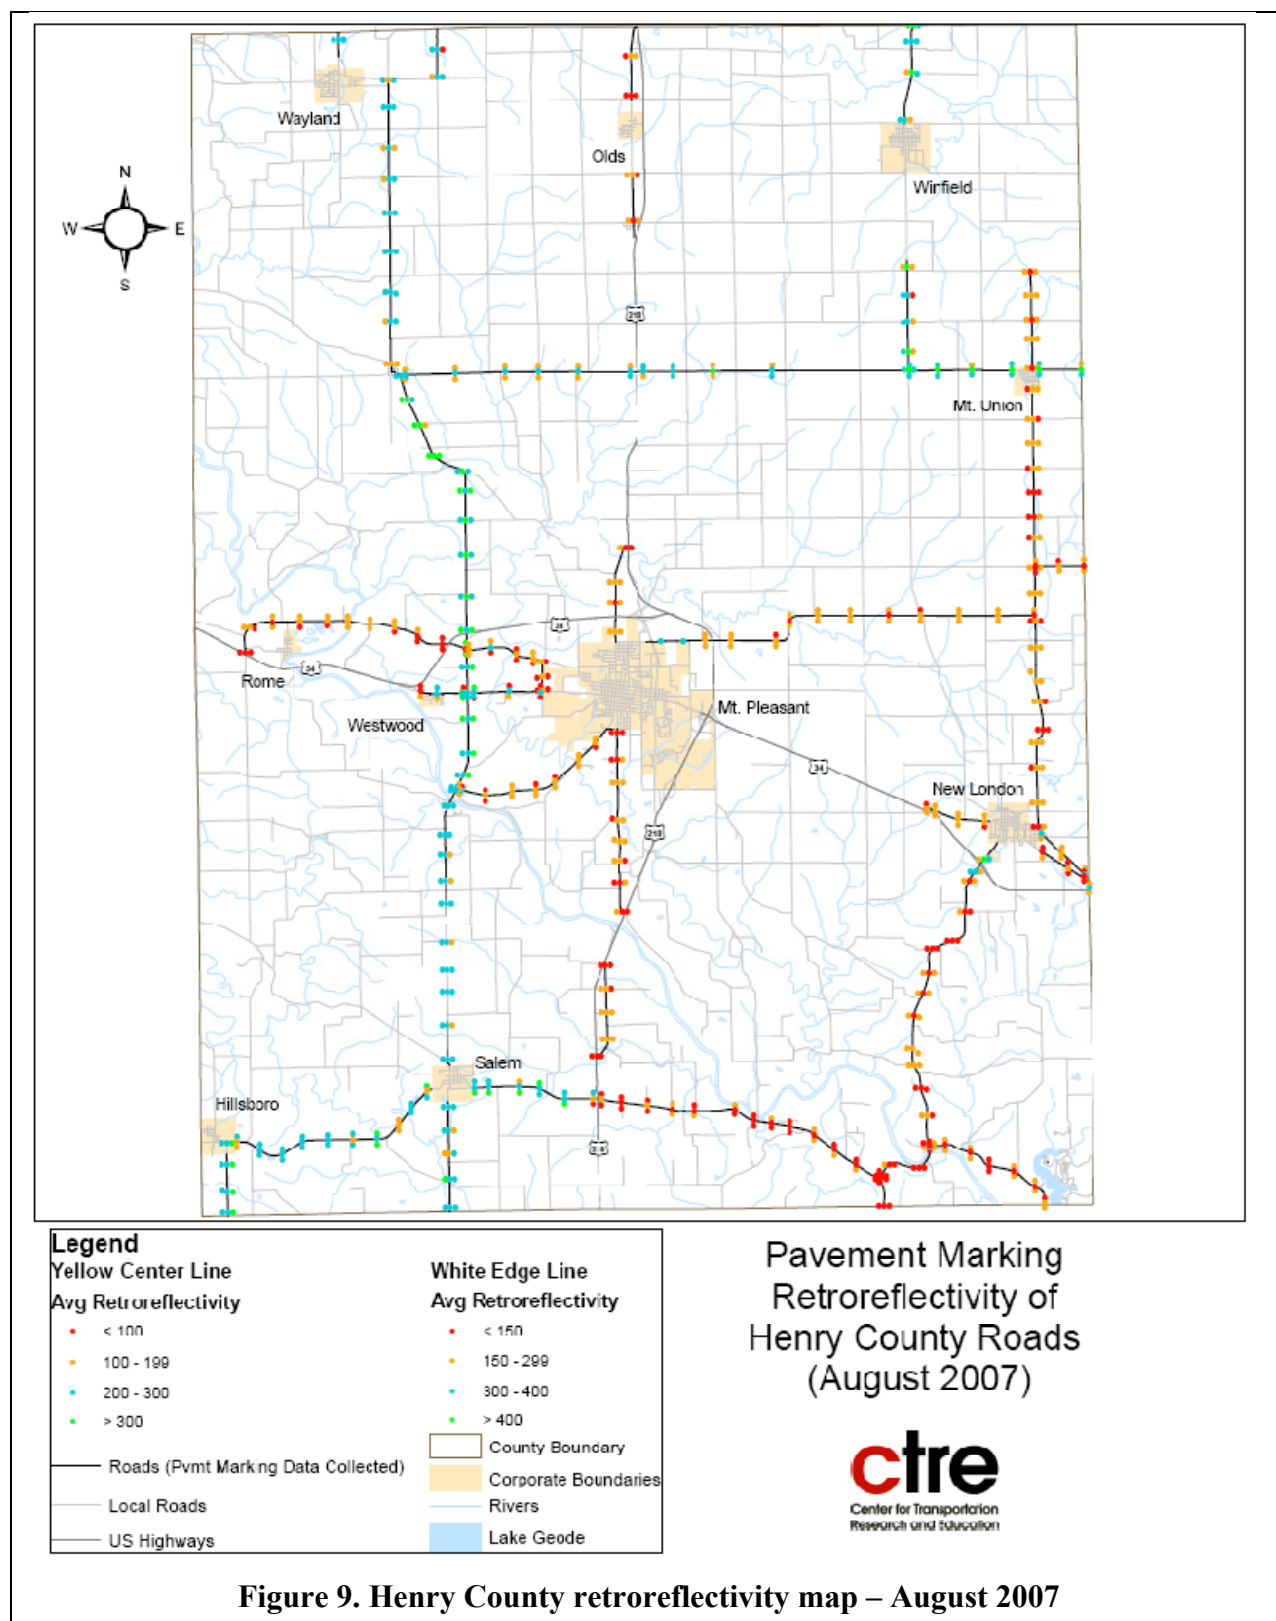 Wayland
Olds
Winfield
N
W E
S
218
Mt. Union
34
Rome
Westwood
Mt. Pleasant
34
New London
218
Salem
Hillsboro
Legend
Yellow Center Line
Avg Retroreflectivity
< 100
100 - 199
200 - 300
> 300
Roads (Pvmt Marking Data Collected)
Local Roads
US Highways
White Edge Line
Avg Retroreflectivity
< 150
150 - 299
300 - 400
> 400
County Boundary
Corporate Boundaries
Rivers
Lake Geode
Pavement Marking
Retroreflectivity of
Henry County Roads
(August 2007)
ctre
Center for Transportation
Research and Education
Figure 9. Henry County retroreflectivity map – August 2007